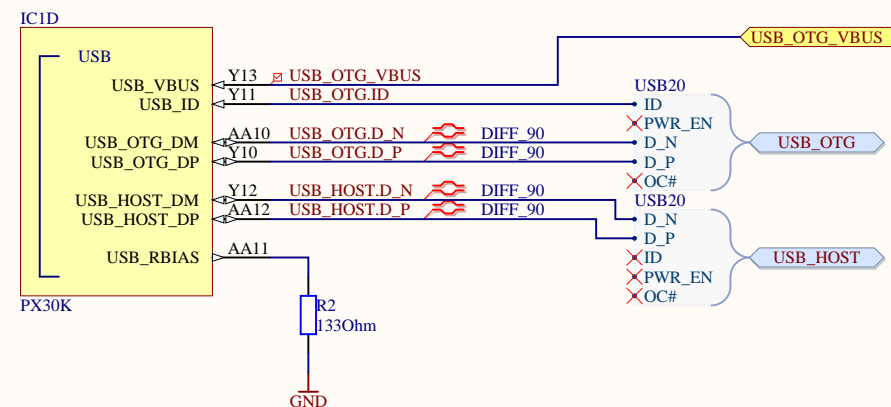 IC1D
USB
USB_OTG_VBUS
USB_VBUS Y13 USB_OTG_VBUS
USB_ID Y11 USB_OTG.ID
USB20
ID
PWR_EN
USB_OTG_DM AA10 USB_OTG.D_N DIFF_90 D_N USB_OTG
USB_OTG_DP Y10 USB_OTG.D_P DIFF_90 D_P
OC#
USB_HOST_DM Y12 USB_HOST.D_N DIFF_90
USB20
USB_HOST_DP AA12 USB_HOST.D_P DIFF_90 D_N
D_P
USB_RBIAS AA11 ID USB_HOST
PWR_EN
OC#
PX30K
R2
133Ohm
GND